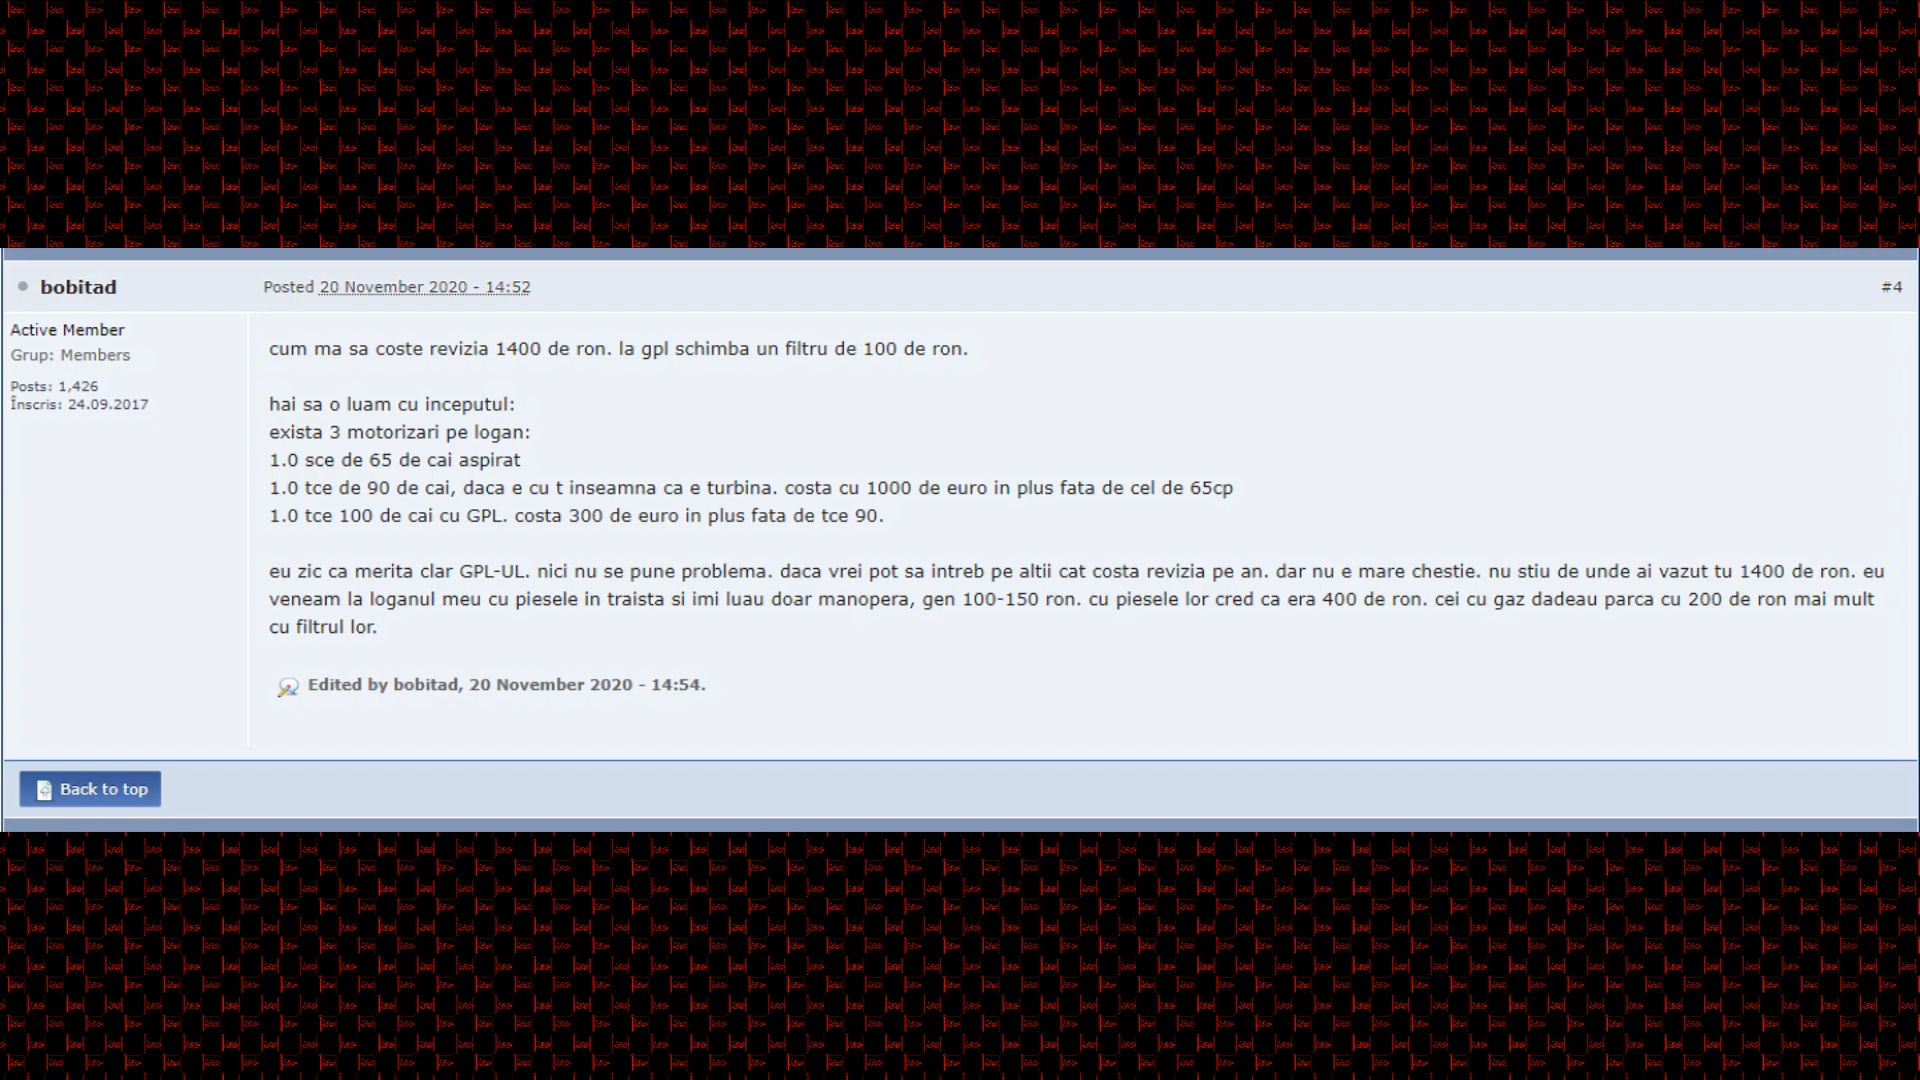 bobitad
Posted 20 November 2020 - 14:52
#4
Active Member
Grup: Members
Posts: 1,426
Înscris: 24.09.2017
cum ma sa coste revizia 1400 de ron. la gpl schimba un filtru de 100 de ron.
hai sa o luam cu inceputul:
exista 3 motorizari pe logan:
1.0 sce de 65 de cai aspirat
1.0 tce de 90 de cai, daca e cu t inseamna ca e turbina. costa cu 1000 de euro in plus fata de cel de 65cp
1.0 tce 100 de cai cu GPL. costa 300 de euro in plus fata de tce 90.
eu zic ca merita clar GPL-UL. nici nu se pune problema. daca vrei pot sa intreb pe altii cat costa revizia pe an. dar nu e mare chestie. nu stiu de unde ai vazut tu 1400 de ron. eu
veneam la loganul meu cu piesele in traista si imi luau doar manopera, gen 100-150 ron. cu piesele lor cred ca era 400 de ron. cei cu gaz dadeau parca cu 200 de ron mai mult
cu filtrul lor.
Edited by bobitad, 20 November 2020 - 14:54.
Back to top